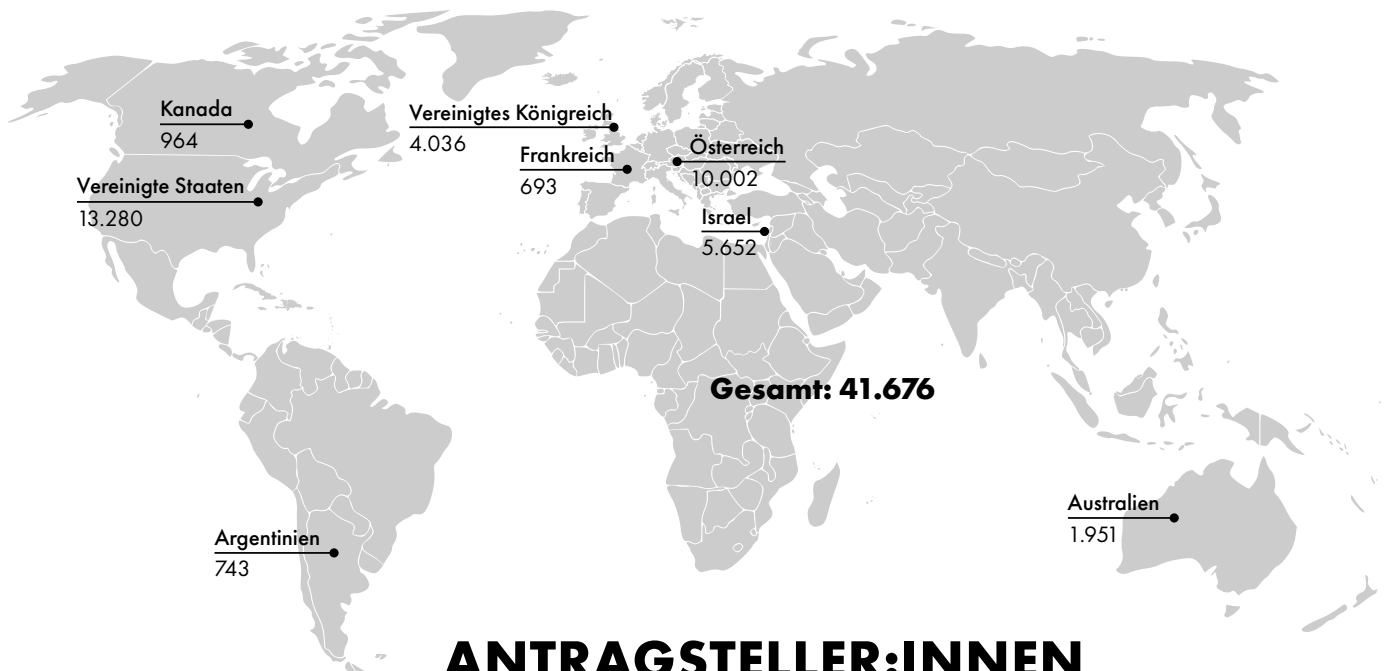 Kanada
964
Vereinigtes Königreich
4.036
Frankreich
693
Österreich
10.002
Vereinigte Staaten
13.280
Israel
5.652
Gesamt: 41.676
Australien
1.951
Argentinien
743
ANTRAGSTELLER:INNEN